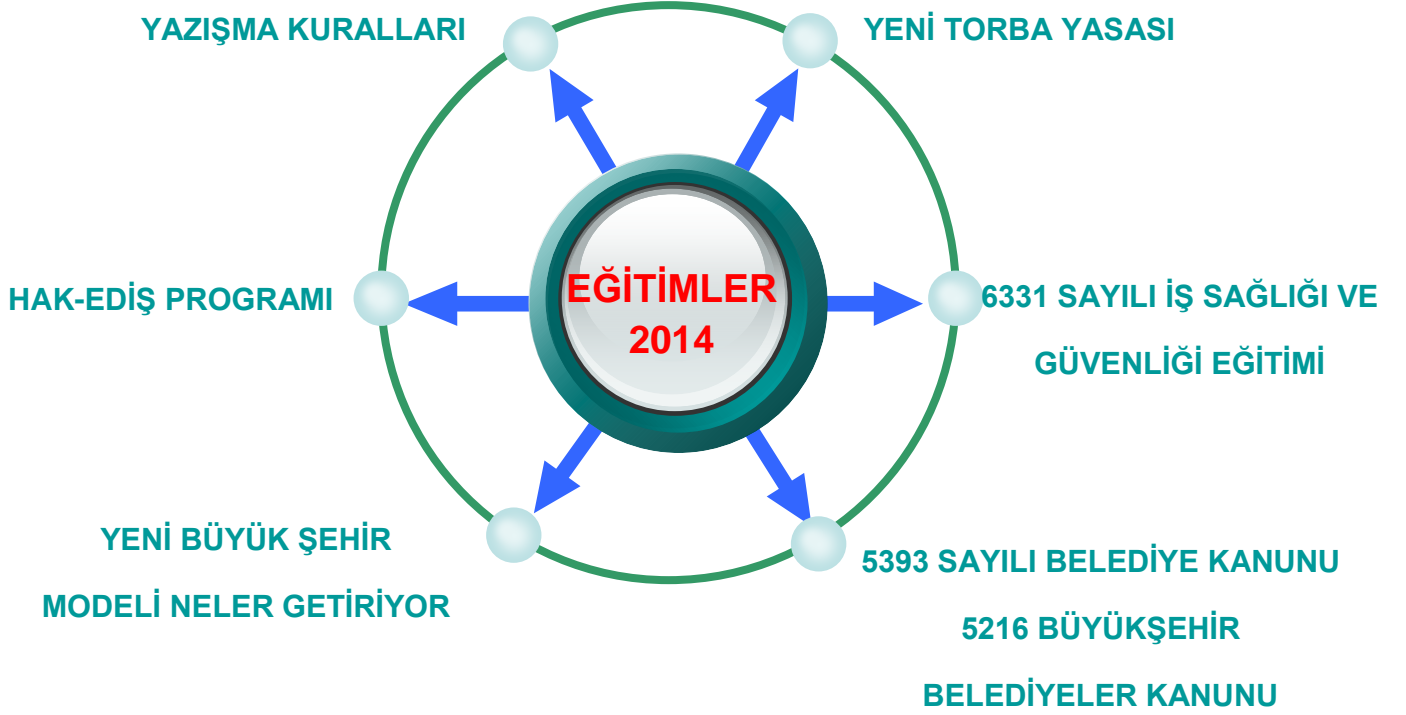 YAZIŞMA KURALLARI
YENİ TORBA YASASI
HAK-EDİŞ PROGRAMI
EĞİTİMLER
2014
6331 SAYILI İŞ SAĞLIĞI VE
GÜVENLİĞİ EĞİTİMİ
YENİ BÜYÜK ŞEHİR
MODELİ NELER GETİRİYOR
5393 SAYILI BELEDİYE KANUNU
5216 BÜYÜKŞEHİR
BELEDİYELER KANUNU